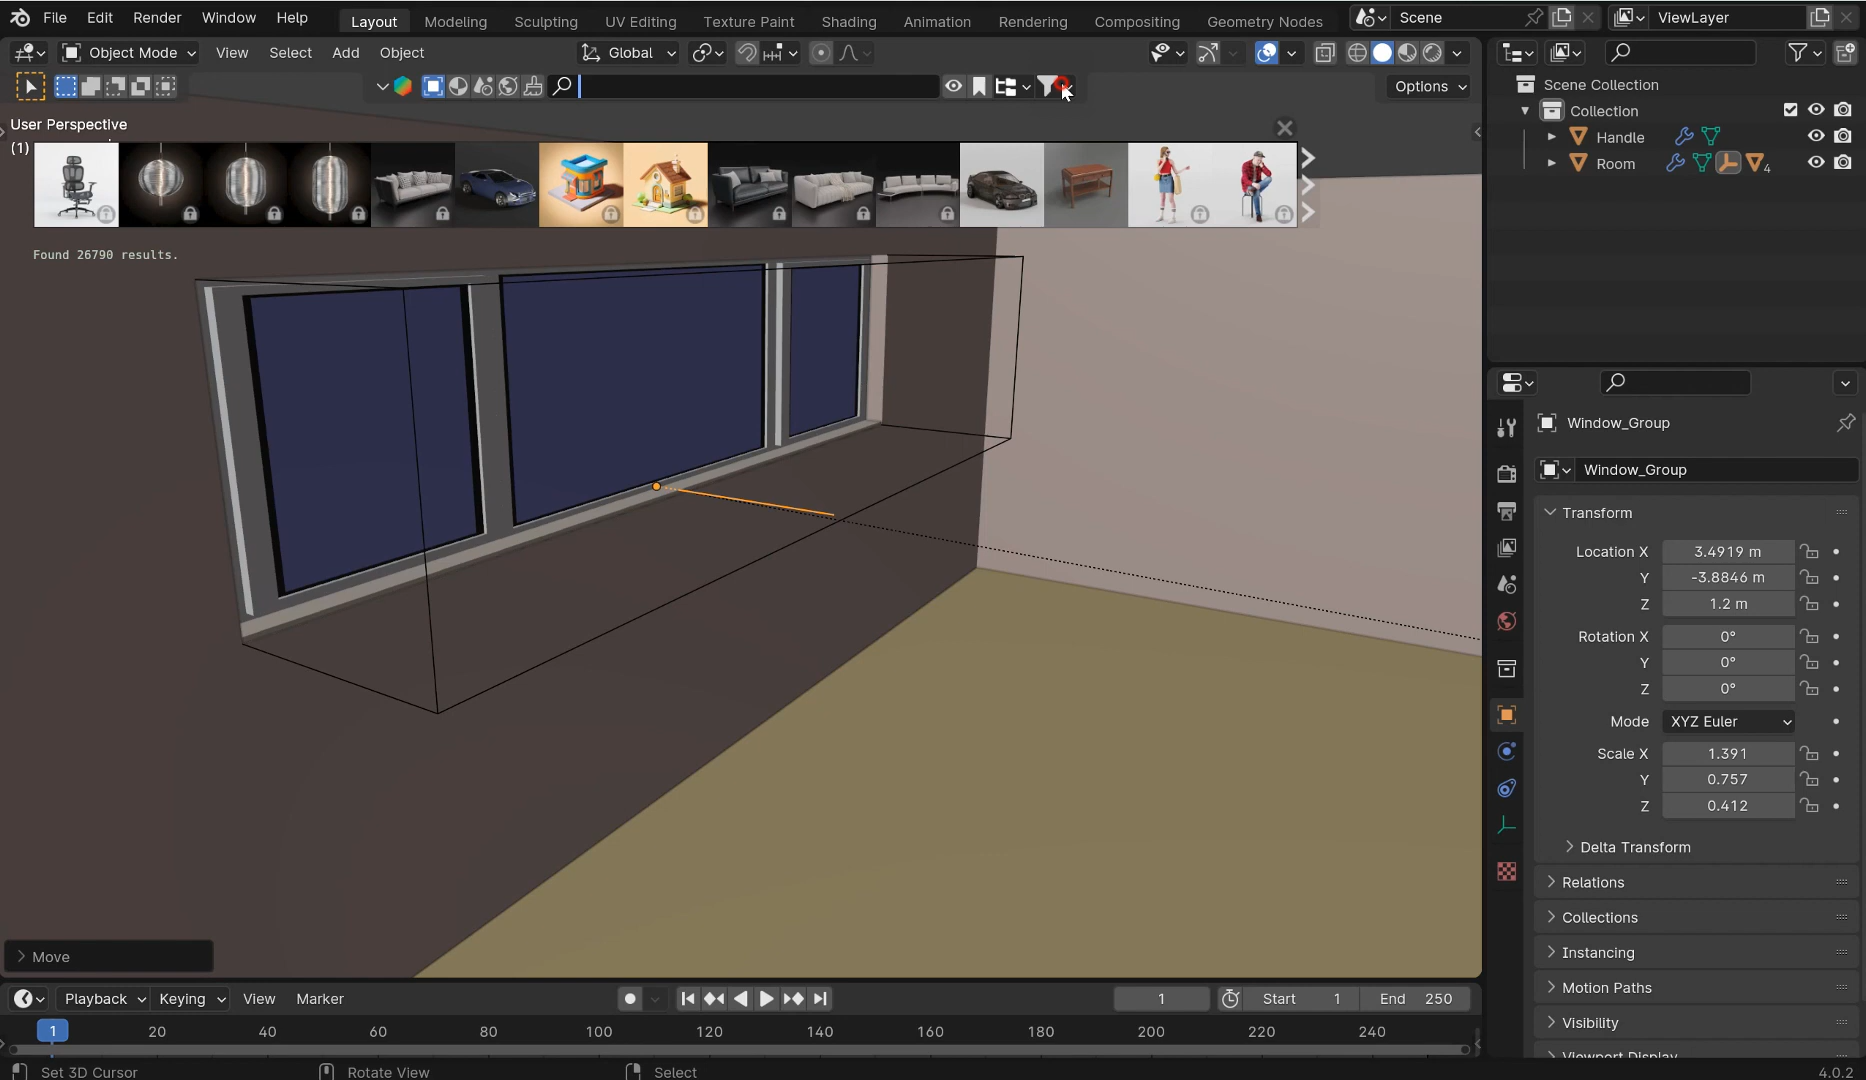 File Edit Render Window Help Layout Modeling Sculpting UV Editing Texture Paint Shading Animation Rendering Compositing Geometry Nodes Scene ViewLayer
Object Mode View Select Add Object Global
Options
User Perspective
(1)
Found 26790 results.
Scene Collection
Collection
Handle
Room 4
Window_Group
Window_Group
Transform
Location X 3.4919 m
Y -3.8846 m
Z 1.2 m
Rotation X 0°
Y 0°
Z 0°
Mode XYZ Euler
Scale X 1.391
Y 0.757
Z 0.412
Delta Transform
Relations
Collections
Instancing
Motion Paths
Visibility
Viewport Display
Move
Playback Keying View Marker 1 Start 1 End 250
1 20 40 60 80 100 120 140 160 180 200 220 240
Set 3D Cursor Rotate View Select 4.0.2